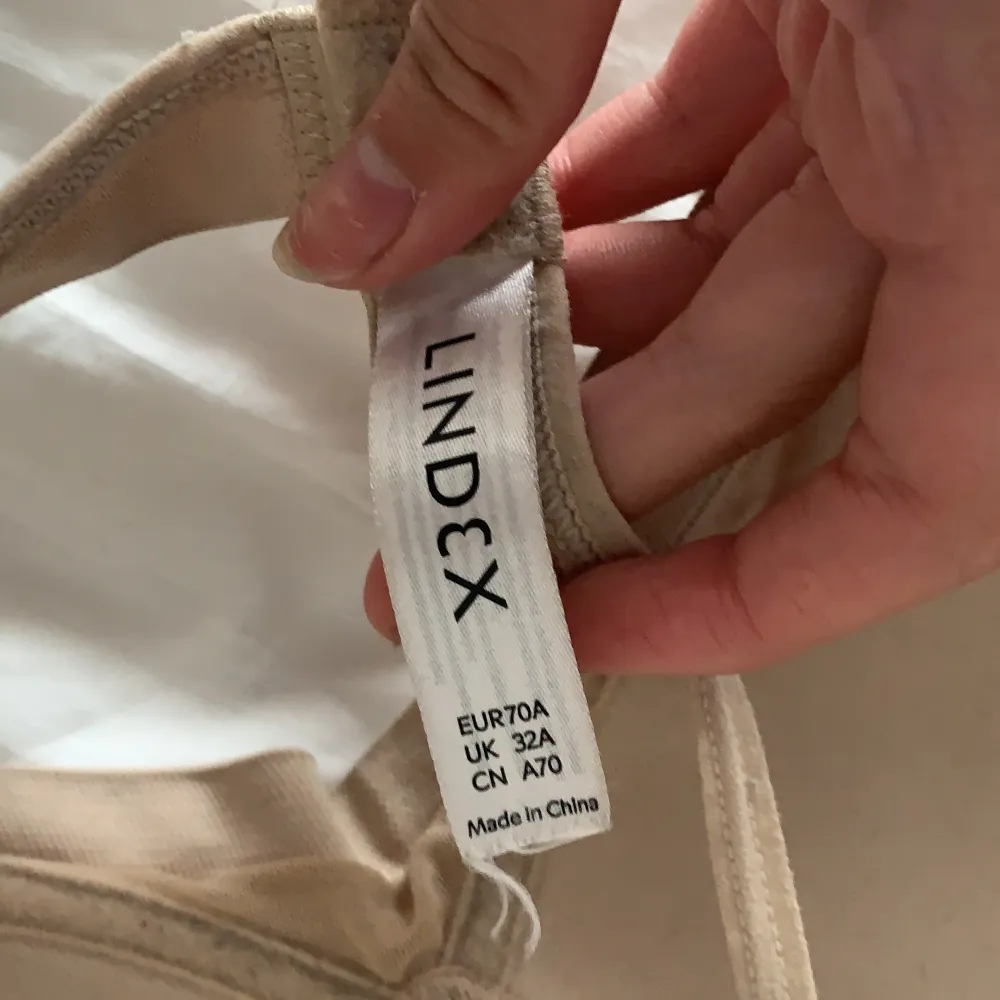 LINDEX
EUR70A
UK 32A
CN A70
Made in China